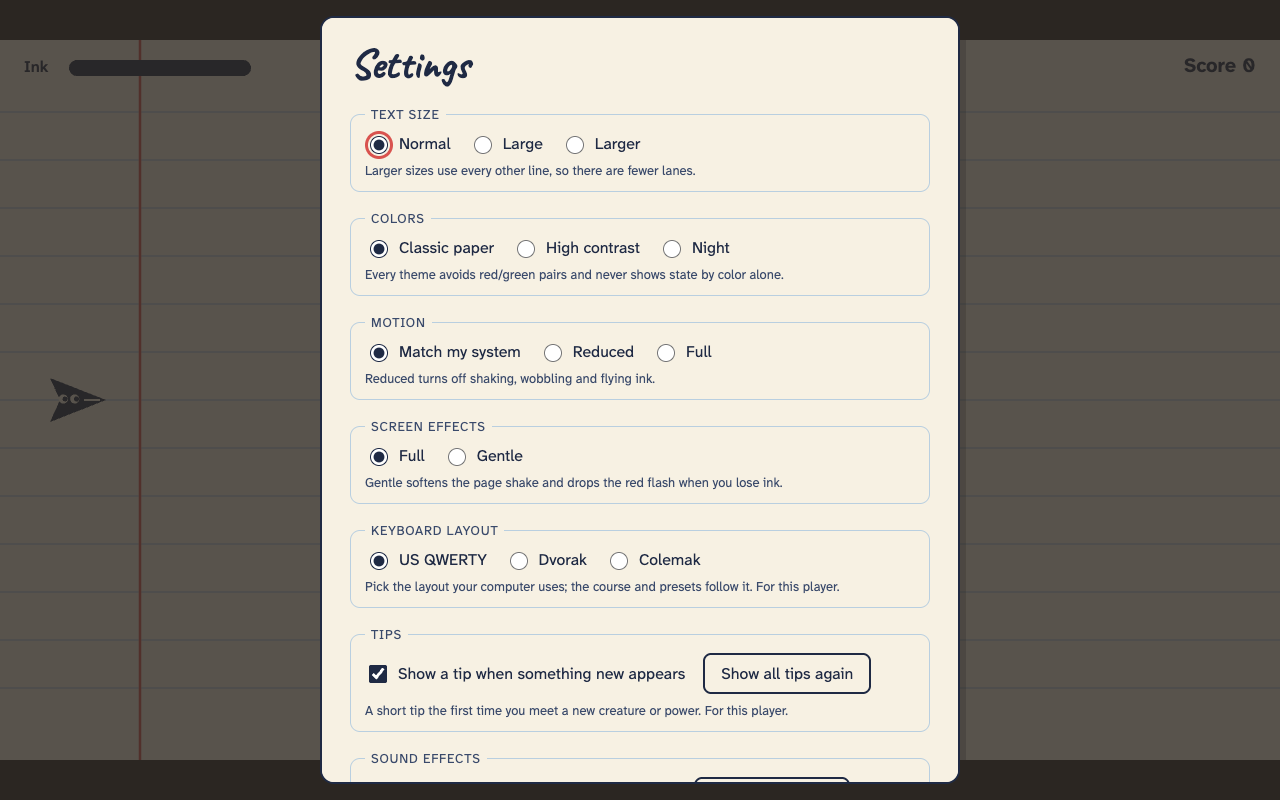 Settings
Ink
Score 0
TEXT SIZE
Normal Large Larger
Larger sizes use every other line, so there are fewer lanes.
COLORS
Classic paper High contrast Night
Every theme avoids red/green pairs and never shows state by color alone.
MOTION
Match my system Reduced Full
Reduced turns off shaking, wobbling and flying ink.
SCREEN EFFECTS
Full Gentle
Gentle softens the page shake and drops the red flash when you lose ink.
KEYBOARD LAYOUT
US QWERTY Dvorak Colemak
Pick the layout your computer uses; the course and presets follow it. For this player.
TIPS
Show a tip when something new appears Show all tips again
A short tip the first time you meet a new creature or power. For this player.
SOUND EFFECTS